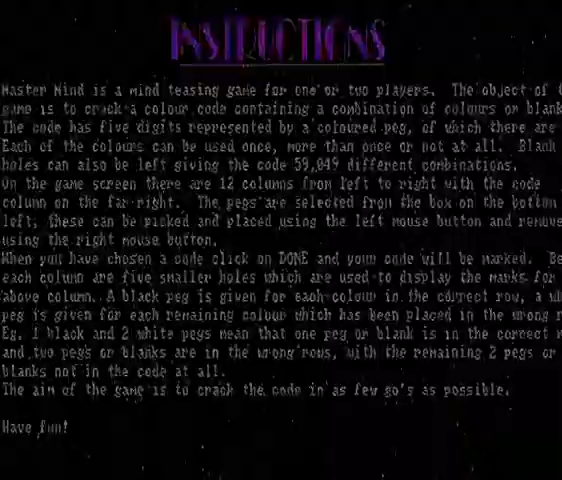 INSTRUCTIONS
Master Mind is a mind teasing game for one or two players. The object of
game is to crack a colour code containing a combination of colours or blank
The code has five digits represented by a coloured peg, of which there are
Each of the colours can be used once, more than once or not at all. Blank
holes can also be left giving the code 59,049 different combinations.
On the game screen there are 12 columns from left to right with the code
column on the far right. The pegs are selected from the box on the bottom
left, these can be picked and placed using the left mouse button and remove
using the right mouse button.
When you have chosen a code click on DONE and your code will be marked. Be
each column are five smaller holes which are used to display the marks for
above column. A black peg is given for each colour in the correct row, a wh
peg is given for each remaining colour which has been placed in the wrong r
Eg. 1 black and 2 white pegs mean that one peg or blank is in the correct r
and two pegs or blanks are in the wrong rows, with the remaining 2 pegs or
blanks not in the code at all.
The aim of the game is to crack the code in as few go's as possible.
Have fun!